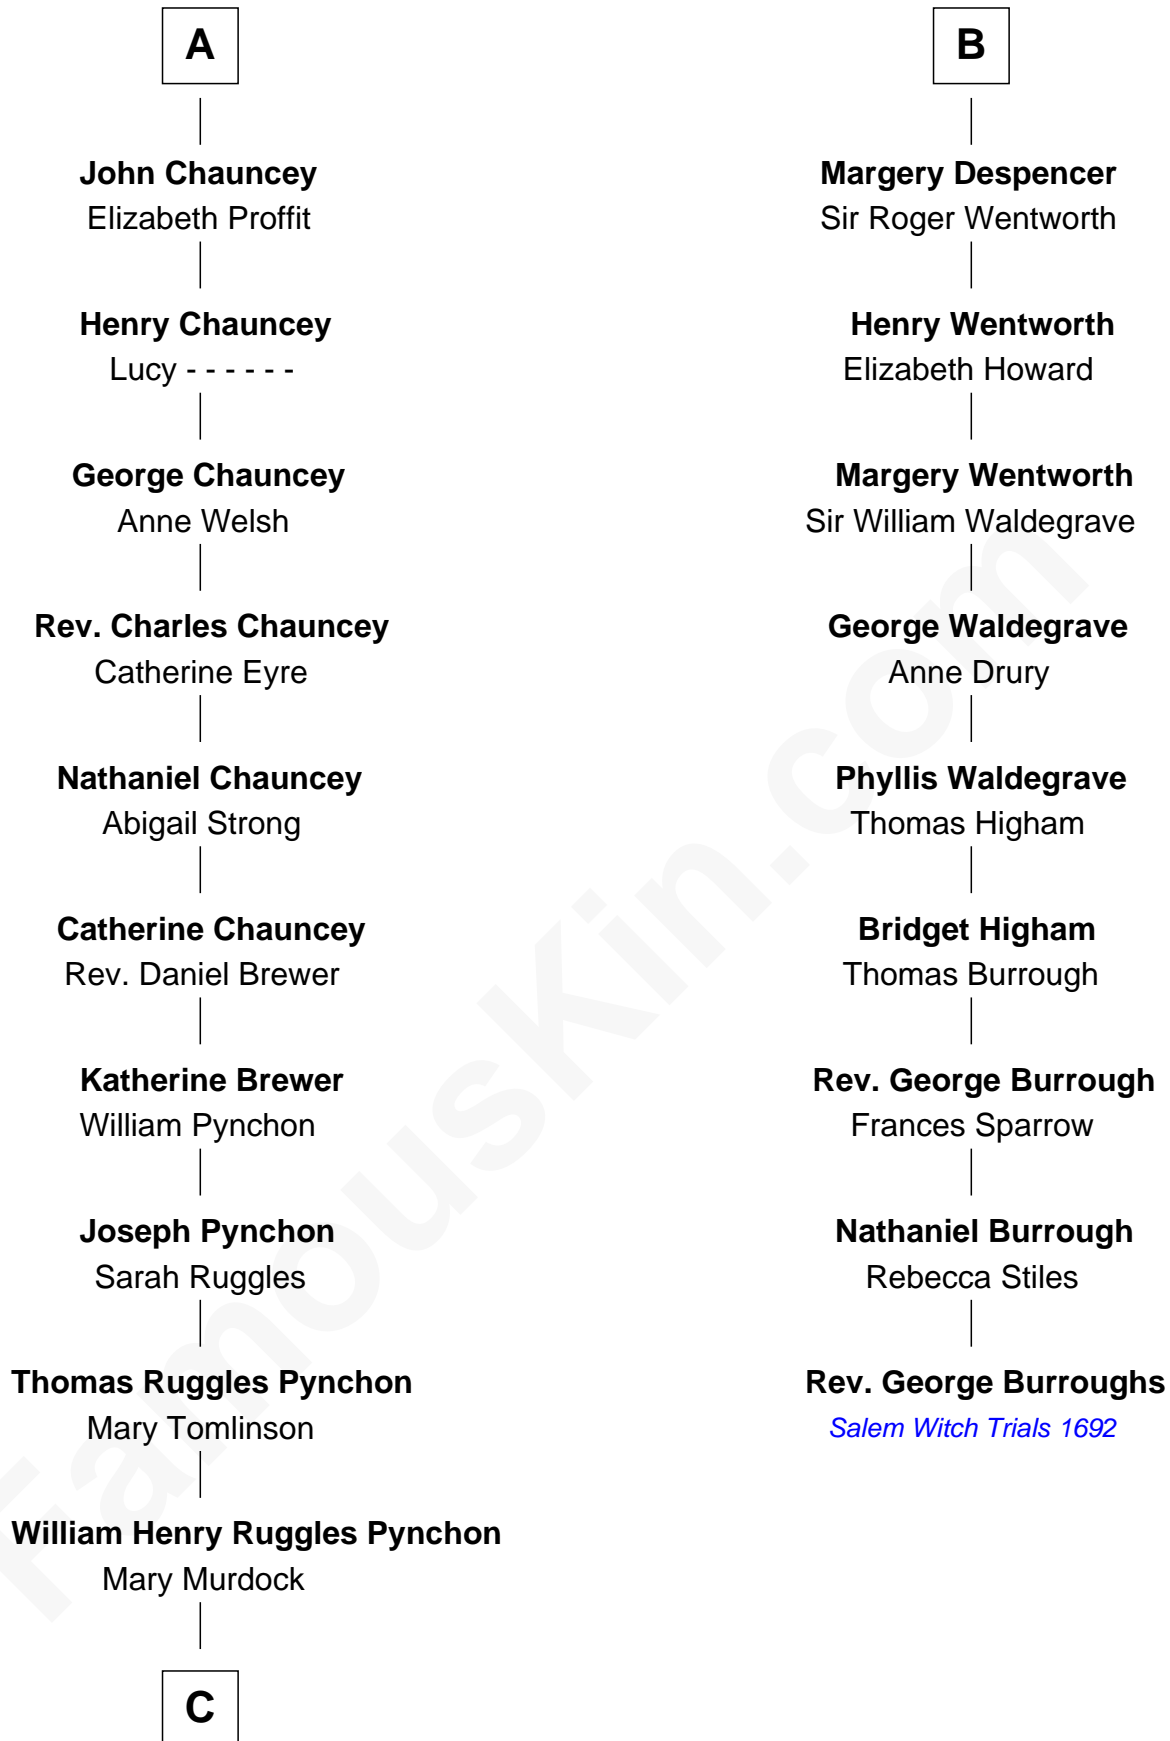 A
John Chauncey
Elizabeth Proffit
Henry Chauncey
Lucy - - - - - -
George Chauncey
Anne Welsh
Rev. Charles Chauncey
Catherine Eyre
Nathaniel Chauncey
Abigail Strong
Catherine Chauncey
Rev. Daniel Brewer
Katherine Brewer
William Pynchon
Joseph Pynchon
Sarah Ruggles
Thomas Ruggles Pynchon
Mary Tomlinson
William Henry Ruggles Pynchon
Mary Murdock
C
B
Margery Despencer
Sir Roger Wentworth
Henry Wentworth
Elizabeth Howard
Margery Wentworth
Sir William Waldegrave
George Waldegrave
Anne Drury
Phyllis Waldegrave
Thomas Higham
Bridget Higham
Thomas Burrough
Rev. George Burrough
Frances Sparrow
Nathaniel Burrough
Rebecca Stiles
Rev. George Burroughs
Salem Witch Trials 1692
FamousKin.com